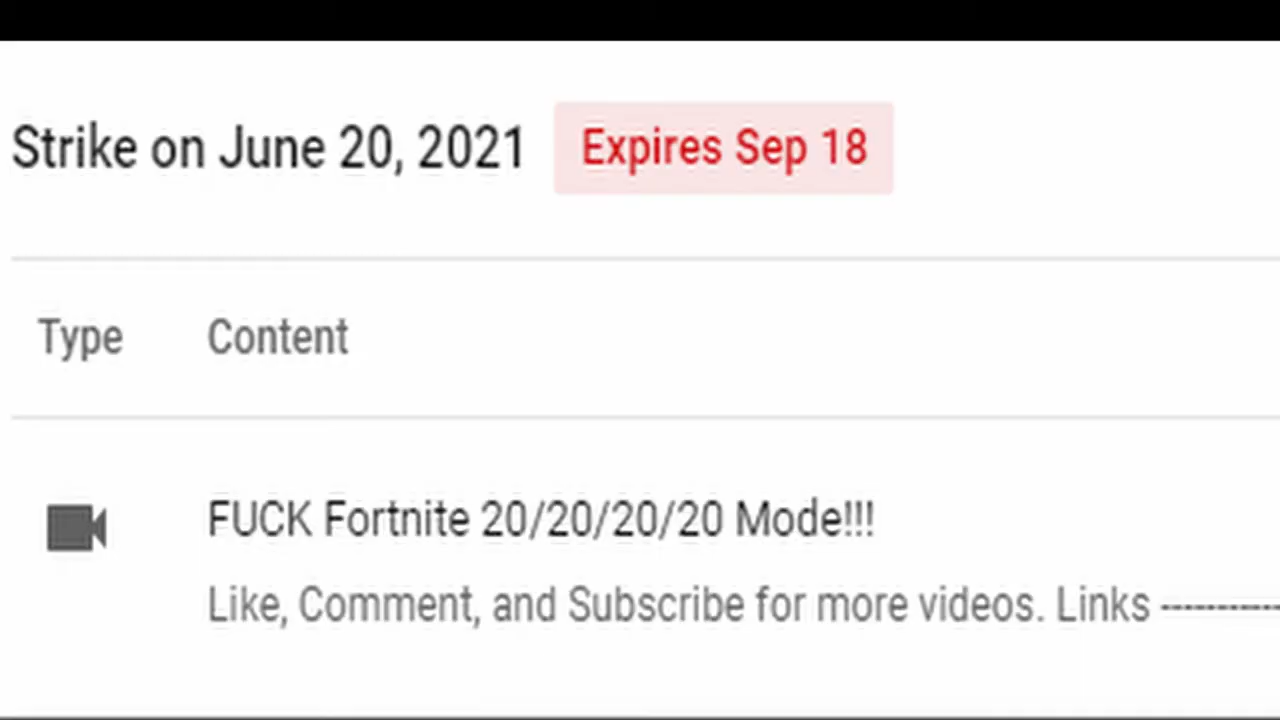 Strike on June 20, 2021 Expires Sep 18
Type Content
FUCK Fortnite 20/20/20/20 Mode!!!
Like, Comment, and Subscribe for more videos. Links -----------